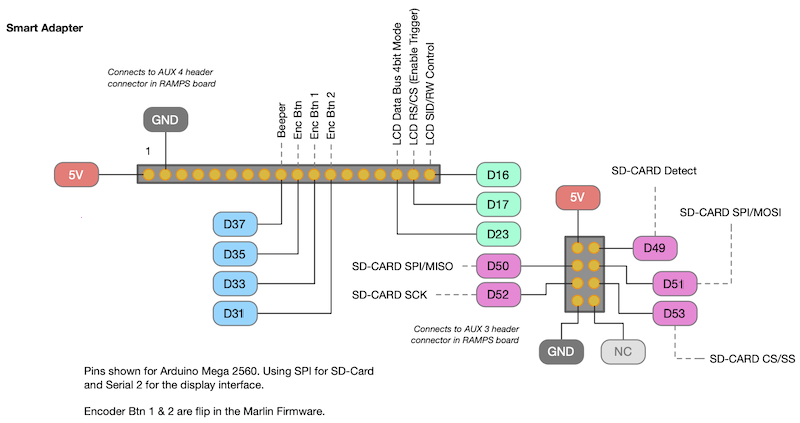 Smart Adapter
Connects to AUX 4 header
connector in RAMPS board
GND
1
5V
Beeper
Enc Btn
Enc Btn 1
Enc Btn 2
LCD Data Bus 4bit Mode
LCD RS/CS (Enable Trigger)
LCD SID/RW Control
D16
D17
D23
D37
D35
D33
D31
SD-CARD Detect
5V
SD-CARD SPI/MOSI
D49
SD-CARD SPI/MISO
D50
D51
SD-CARD SCK
D52
D53
Connects to AUX 3 header
connector in RAMPS board
GND
NC
SD-CARD CS/SS
Pins shown for Arduino Mega 2560. Using SPI for SD-Card
and Serial 2 for the display interface.
Encoder Btn 1 & 2 are flip in the Marlin Firmware.